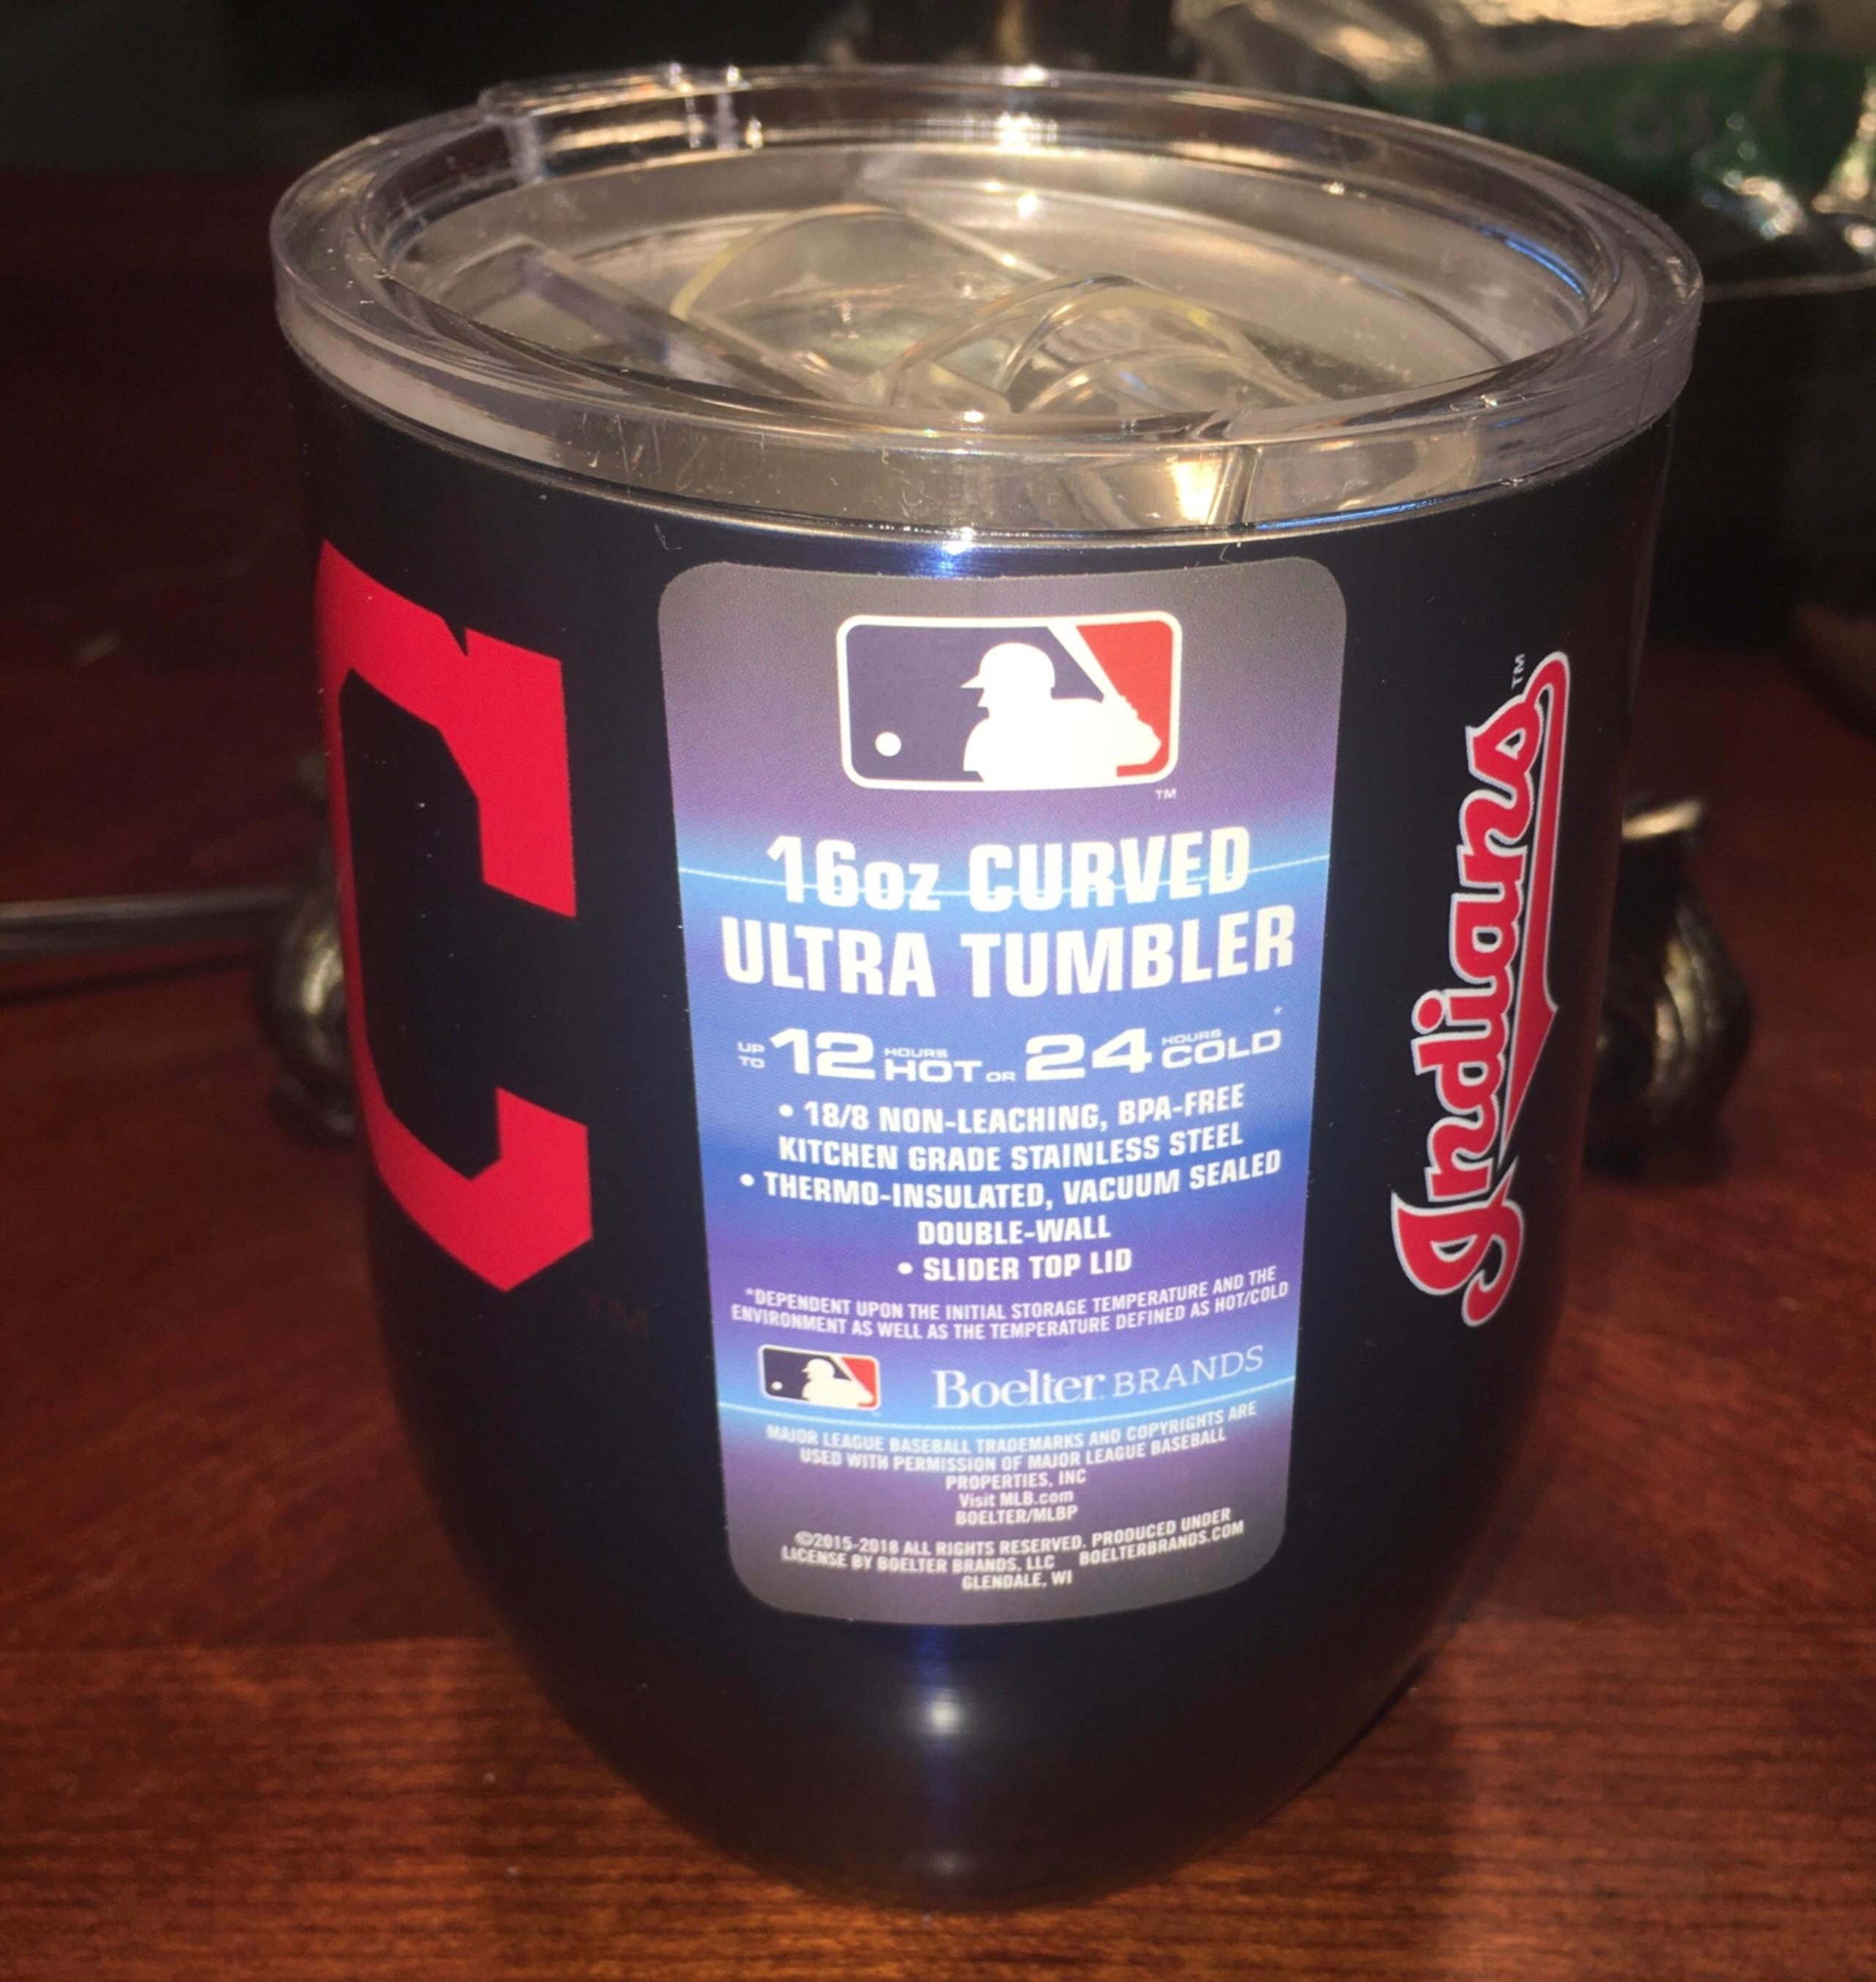 C
TM
TM
16oz CURVED
ULTRA TUMBLER
UP TO 12 HOURS HOT OR 24 HOURS COLD*
• 18/8 NON-LEACHING, BPA-FREE
KITCHEN GRADE STAINLESS STEEL
• THERMO-INSULATED, VACUUM SEALED
DOUBLE-WALL
• SLIDER TOP LID
*DEPENDENT UPON THE INITIAL STORAGE TEMPERATURE AND THE
ENVIRONMENT AS WELL AS THE TEMPERATURE DEFINED AS HOT/COLD
Boelter BRANDS
MAJOR LEAGUE BASEBALL TRADEMARKS AND COPYRIGHTS ARE
USED WITH PERMISSION OF MAJOR LEAGUE BASEBALL
PROPERTIES, INC
Visit MLB.com
BOELTER/MLBP
©2015-2018 ALL RIGHTS RESERVED. PRODUCED UNDER
LICENSE BY BOELTER BRANDS, LLC BOELTERBRANDS.COM
GLENDALE, WI
Indians TM